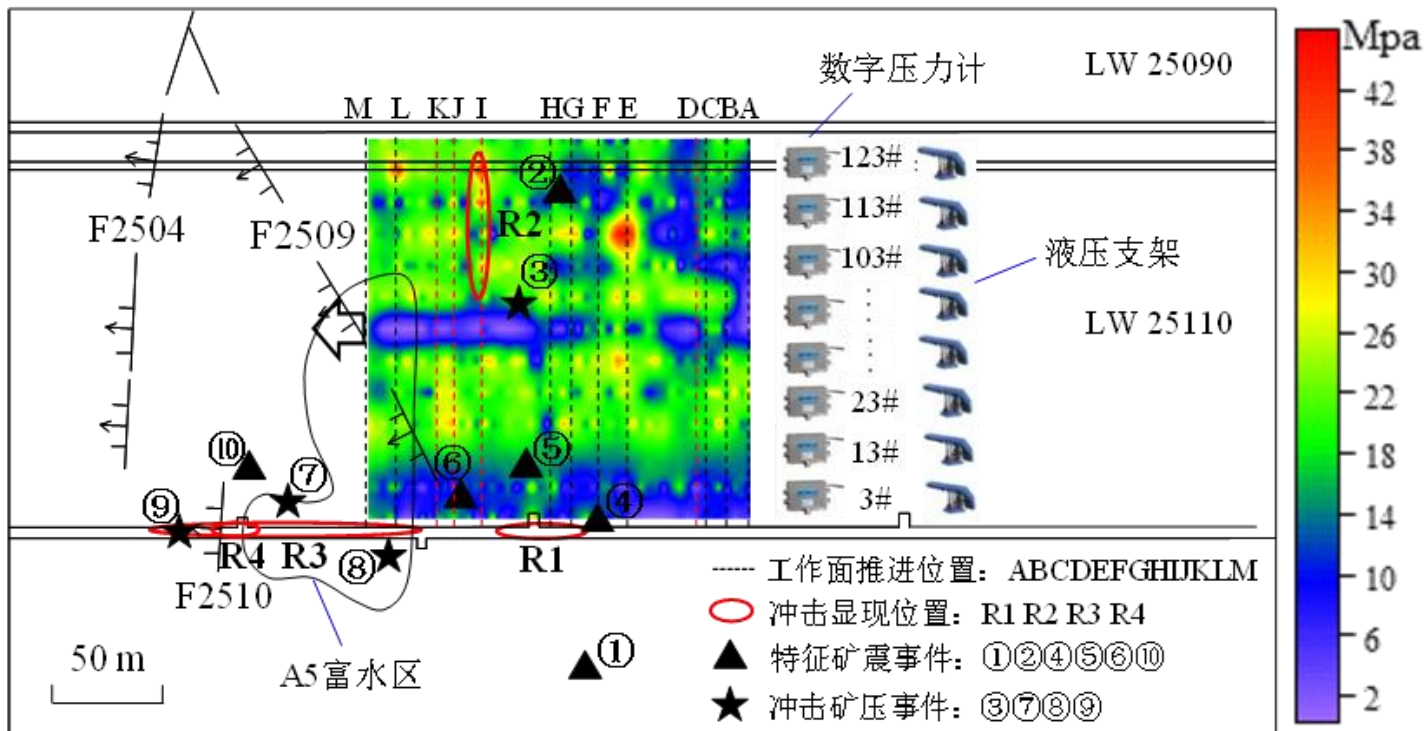 Mpa
数字压力计
LW 25090
M L KJ I HG F E DCBA
42
②
123#
38
R2
113#
F2504
F2509
34
103#
液压支架
③
30
⋮
LW 25110
26
⋮
22
23#
18
⑩
⑦
⑥
⑤
13#
14
⑨
④
3#
R4
R3
⑧
R1
10
工作面推进位置：ABCDEFGHIJKLM
F2510
冲击显现位置：R1 R2 R3 R4
6
50 m
A5富水区
①
特征矿震事件：①②④⑤⑥⑩
2
冲击矿压事件：③⑦⑧⑨